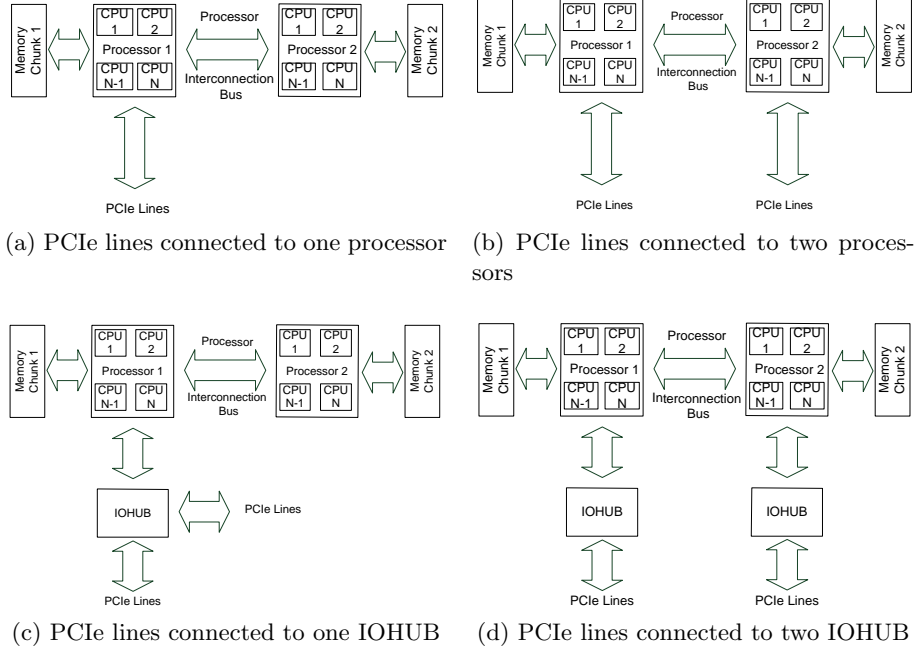 Memory
Chunk 1
CPU
1
CPU
2
Processor 1
CPU
N-1
CPU
N
Processor
Interconnection
Bus
CPU
1
CPU
2
Processor 2
CPU
N-1
CPU
N
Memory
Chunk 2
PCIe Lines
(a) PCIe lines connected to one processor
Memory
Chunk 1
CPU
1
CPU
2
Processor 1
CPU
N-1
CPU
N
Processor
Interconnection
Bus
CPU
1
CPU
2
Processor 2
CPU
N-1
CPU
N
Memory
Chunk 2
PCIe Lines
PCIe Lines
(b) PCIe lines connected to two proces-
sors
Memory
Chunk 1
CPU
1
CPU
2
Processor 1
CPU
N-1
CPU
N
Processor
Interconnection
Bus
CPU
1
CPU
2
Processor 2
CPU
N-1
CPU
N
Memory
Chunk 2
IOHUB
PCIe Lines
PCIe Lines
(c) PCIe lines connected to one IOHUB
Memory
Chunk 1
CPU
1
CPU
2
Processor 1
CPU
N-1
CPU
N
Processor
Interconnection
Bus
CPU
1
CPU
2
Processor 2
CPU
N-1
CPU
N
Memory
Chunk 2
IOHUB
IOHUB
PCIe Lines
PCIe Lines
(d) PCIe lines connected to two IOHUB